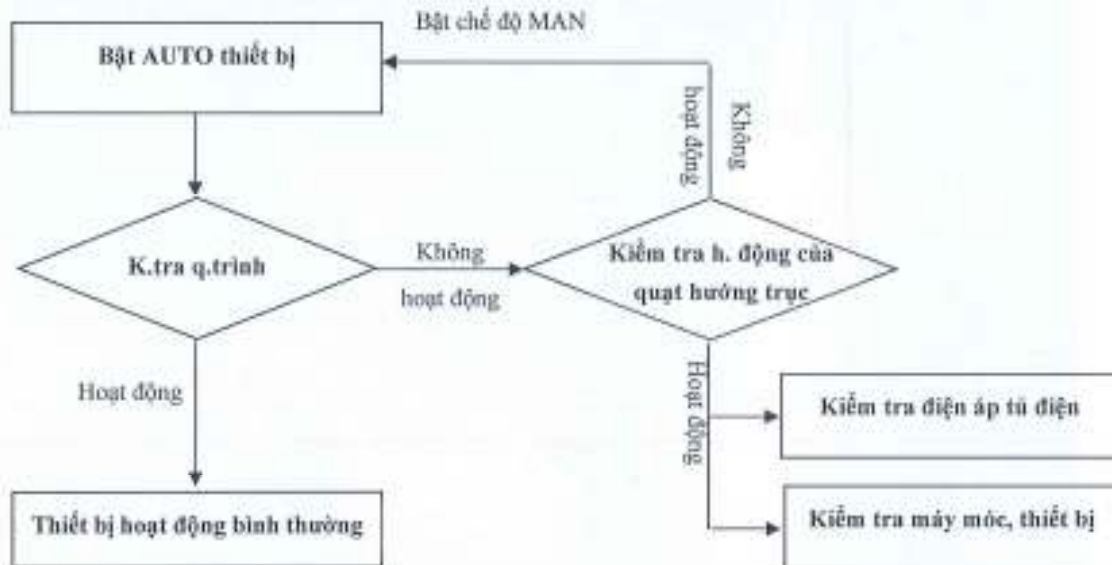 Bật chế độ MAN
Bật AUTO thiết bị
Không
hoạt động
K.tra q.trình
Không
hoạt động
Kiểm tra h. động của
quạt hướng trục
Hoạt động
Hoạt động
Kiểm tra điện áp tủ điện
Thiết bị hoạt động bình thường
Kiểm tra máy móc, thiết bị